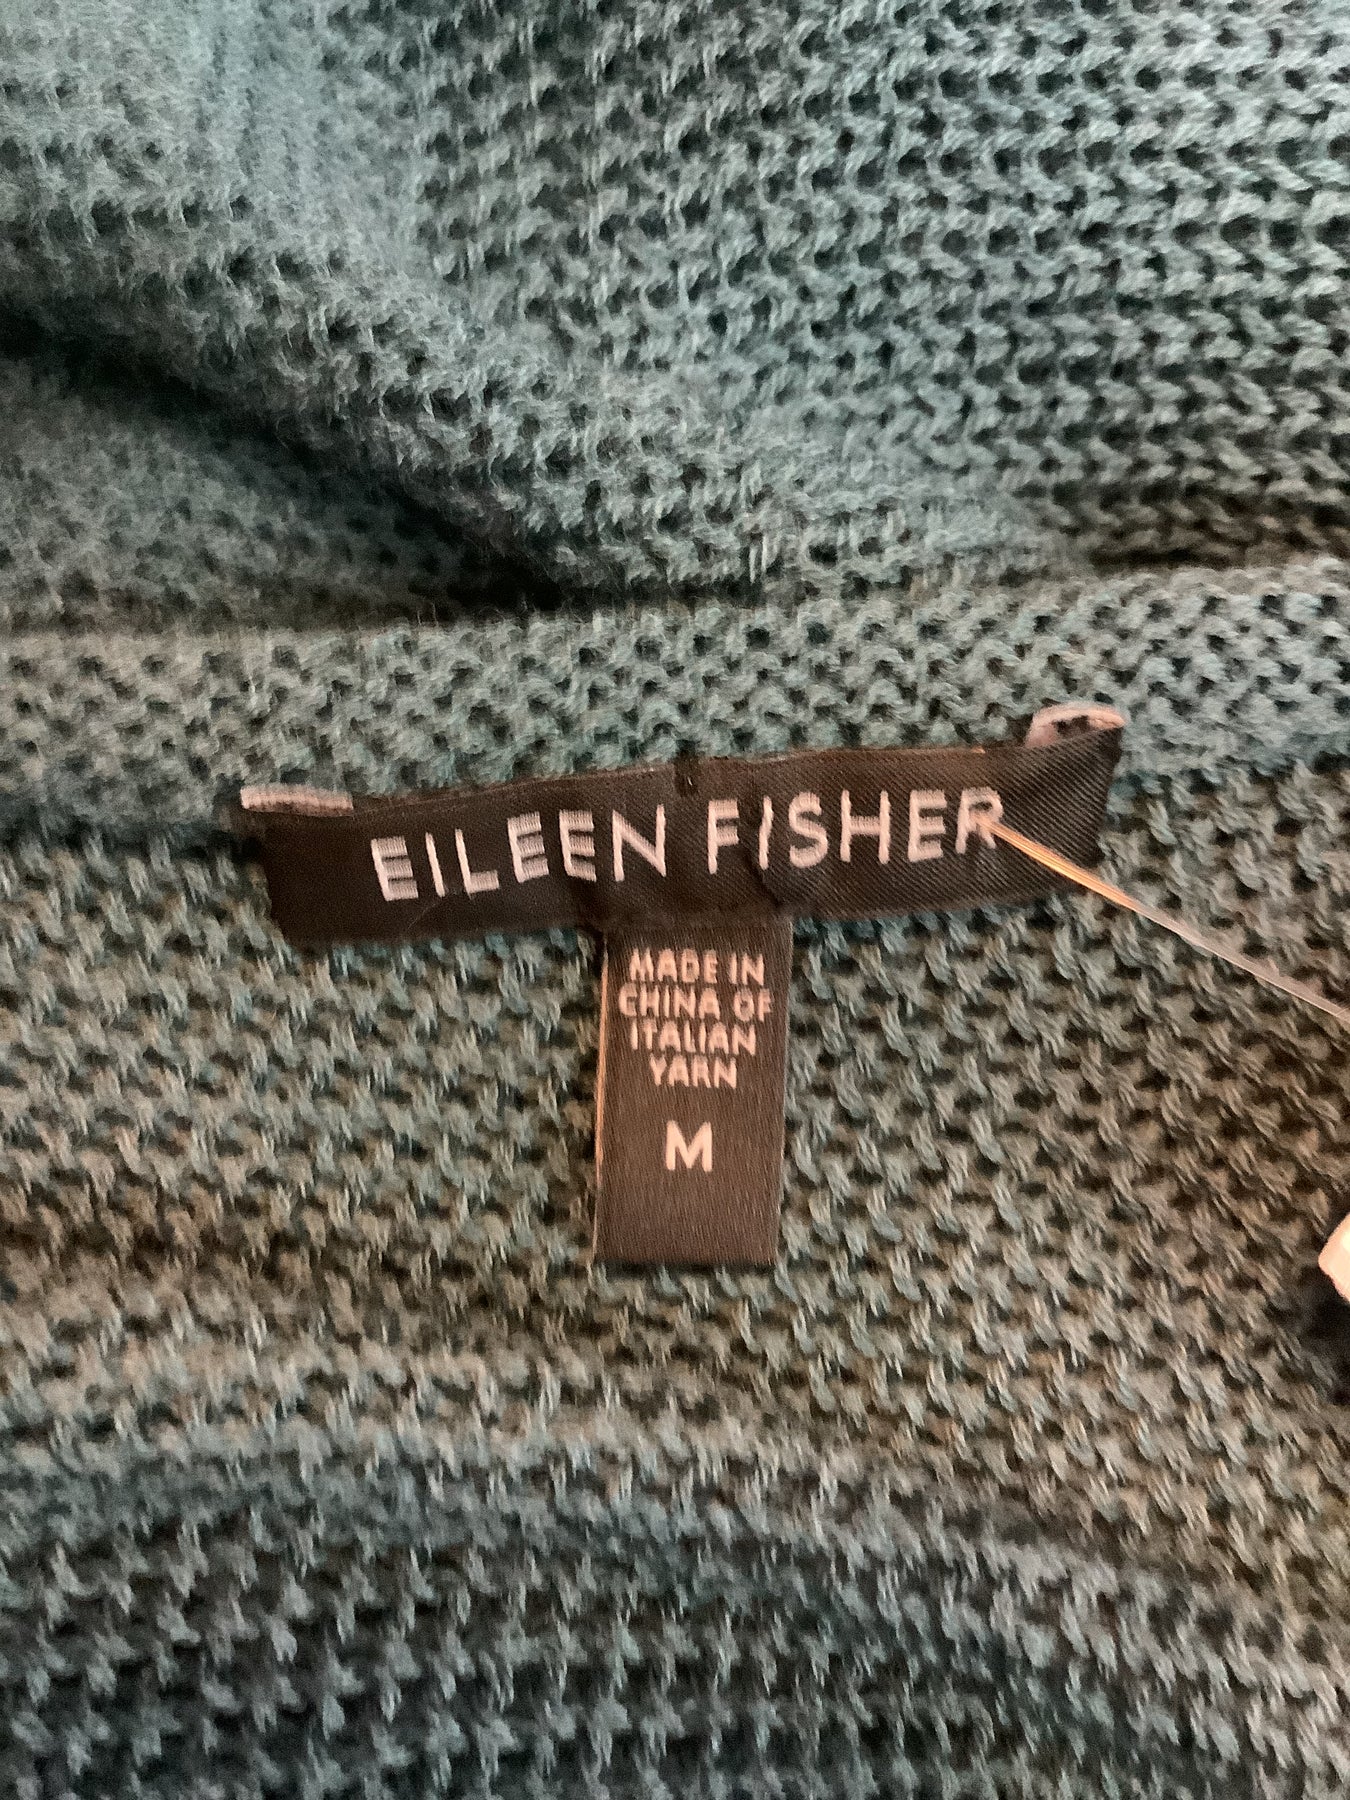 EILEEN FISHER
MADE IN
CHINA OF
ITALIAN
YARN
M